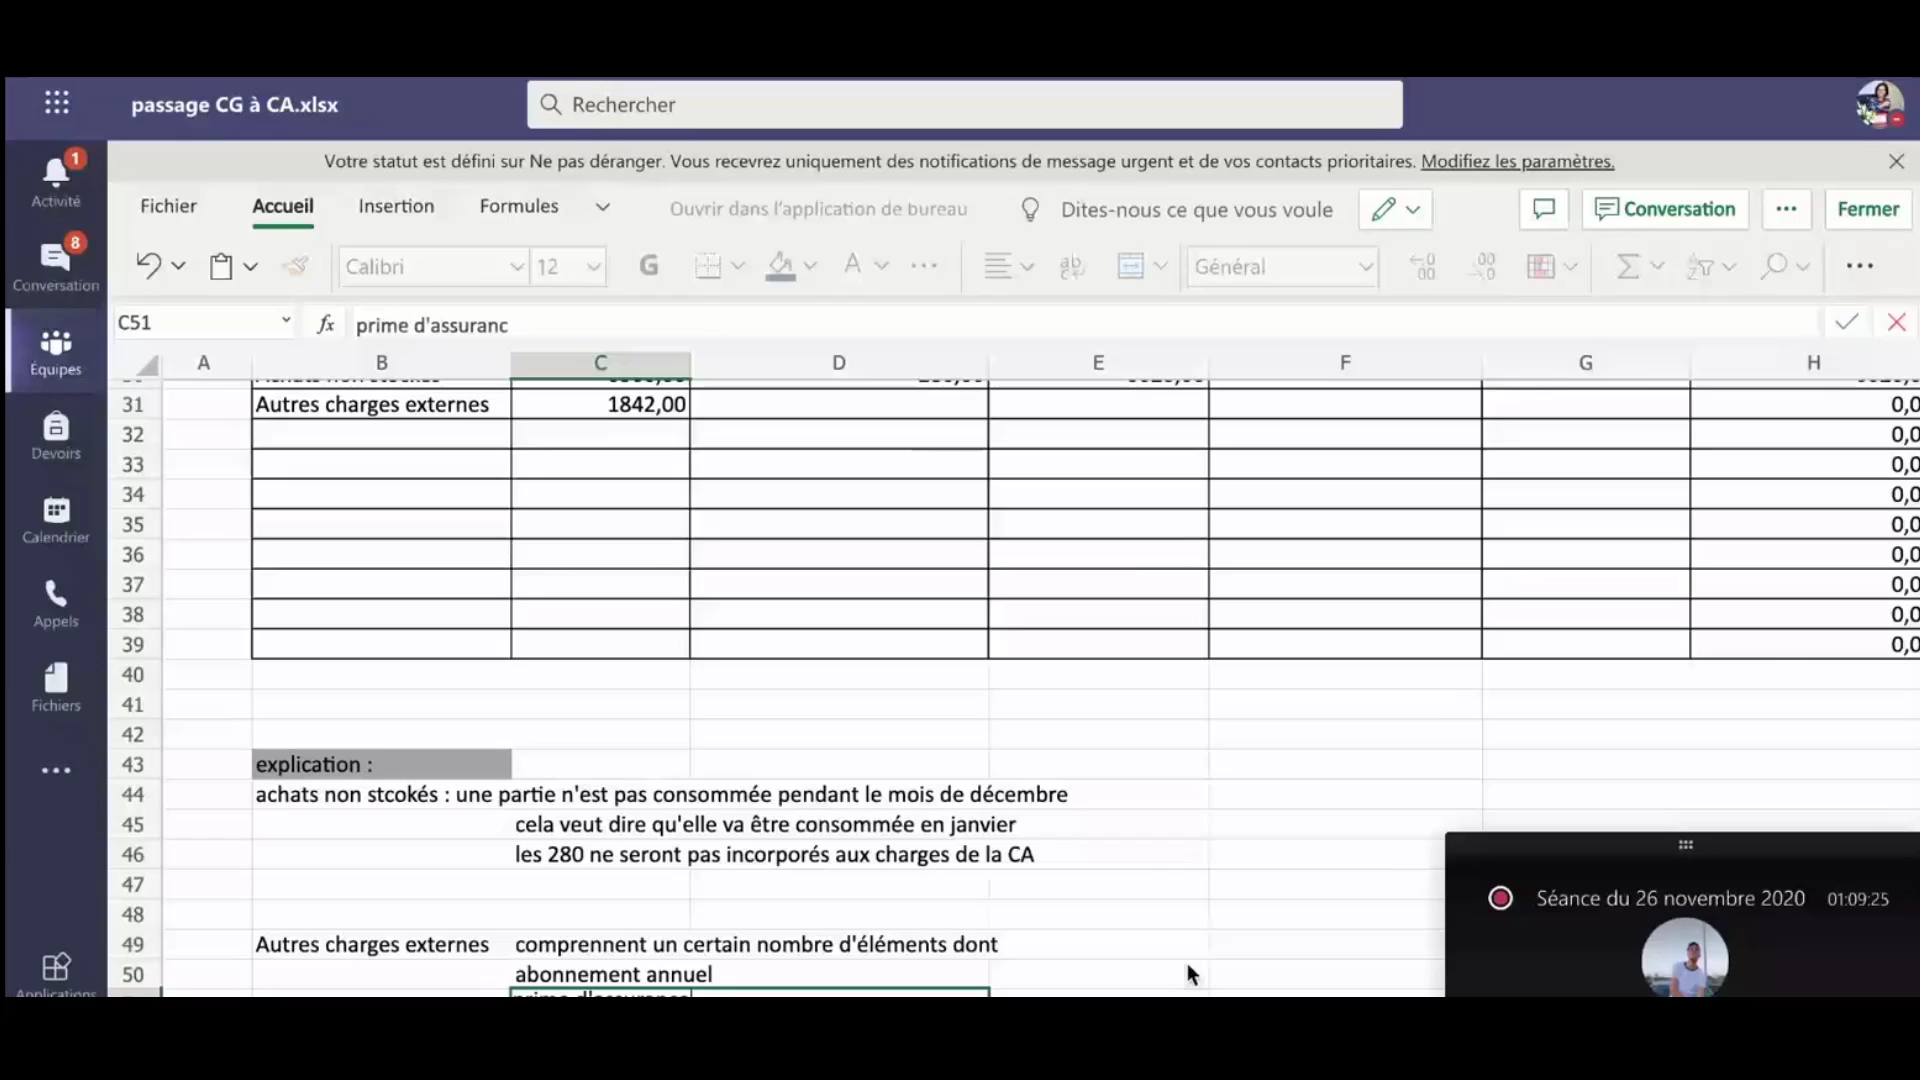 passage CG à CA.xlsx
Rechercher
Votre statut est défini sur Ne pas déranger. Vous recevrez uniquement des notifications de message urgent et de vos contacts prioritaires. Modifiez les paramètres.
1
Activité
8
Conversation
Équipes
Devoirs
Calendrier
Appels
Fichiers
Applications
Fichier Accueil Insertion Formules Ouvrir dans l'application de bureau Dites-nous ce que vous voule Conversation Fermer
Calibri 12 G A Général
C51 fx prime d'assuranc
A B C D E F G H
31 Autres charges externes 1842,00 0,0
32 0,0
33 0,0
34 0,0
35 0,0
36 0,0
37 0,0
38 0,0
39 0,0
40
41
42
43 explication :
44 achats non stcokés : une partie n'est pas consommée pendant le mois de décembre
45 cela veut dire qu'elle va être consommée en janvier
46 les 280 ne seront pas incorporés aux charges de la CA
47
48
49 Autres charges externes comprennent un certain nombre d'éléments dont
50 abonnement annuel
prime d'assuranc
Séance du 26 novembre 2020 01:09:25